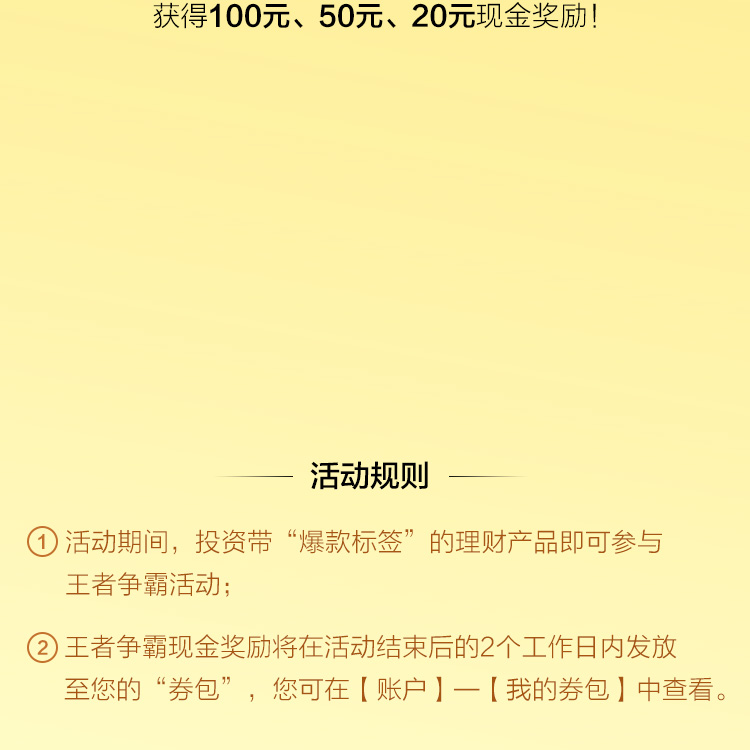 获得100元、50元、20元现金奖励！
活动规则
① 活动期间，投资带“爆款标签”的理财产品即可参与
王者争霸活动；
② 王者争霸现金奖励将在活动结束后的2个工作日内发放
至您的“券包”，您可在【账户】—【我的券包】中查看。